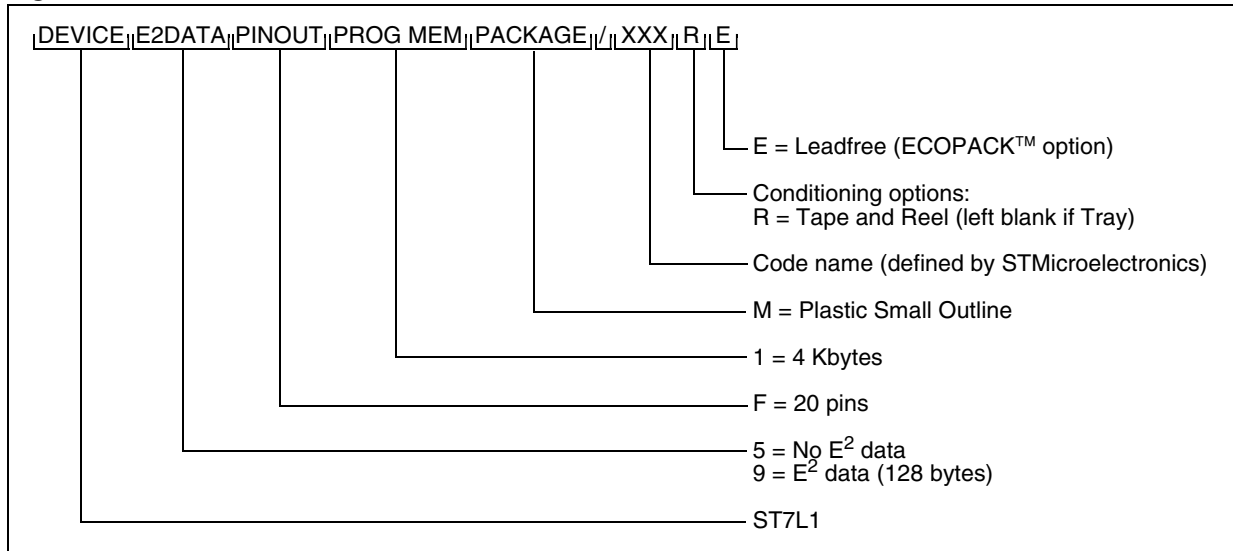 DEVICE E2DATA PINOUT PROG MEM PACKAGE / XXX R E
E = Leadfree (ECOPACK™ option)
Conditioning options:
R = Tape and Reel (left blank if Tray)
Code name (defined by STMicroelectronics)
M = Plastic Small Outline
1 = 4 Kbytes
F = 20 pins
5 = No E² data
9 = E² data (128 bytes)
ST7L1